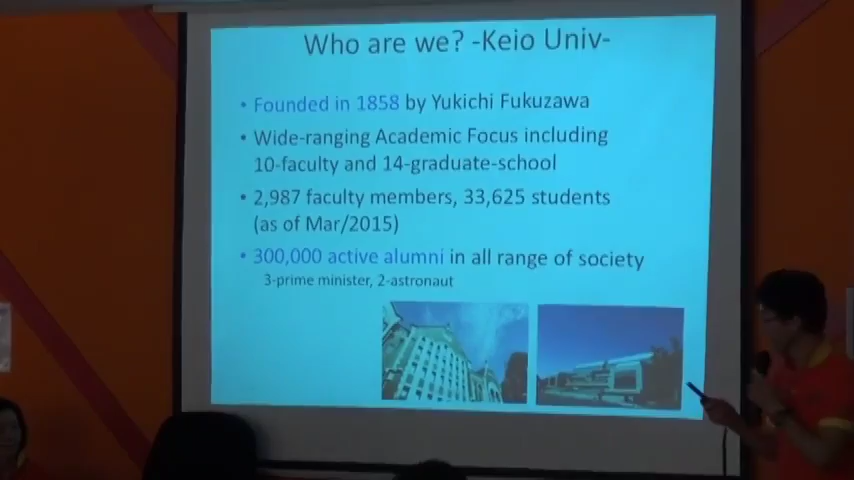 Who are we? -Keio Univ-
• Founded in 1858 by Yukichi Fukuzawa
• Wide-ranging Academic Focus including
10-faculty and 14-graduate-school
• 2,987 faculty members, 33,625 students
(as of Mar/2015)
• 300,000 active alumni in all range of society
3-prime minister, 2-astronaut